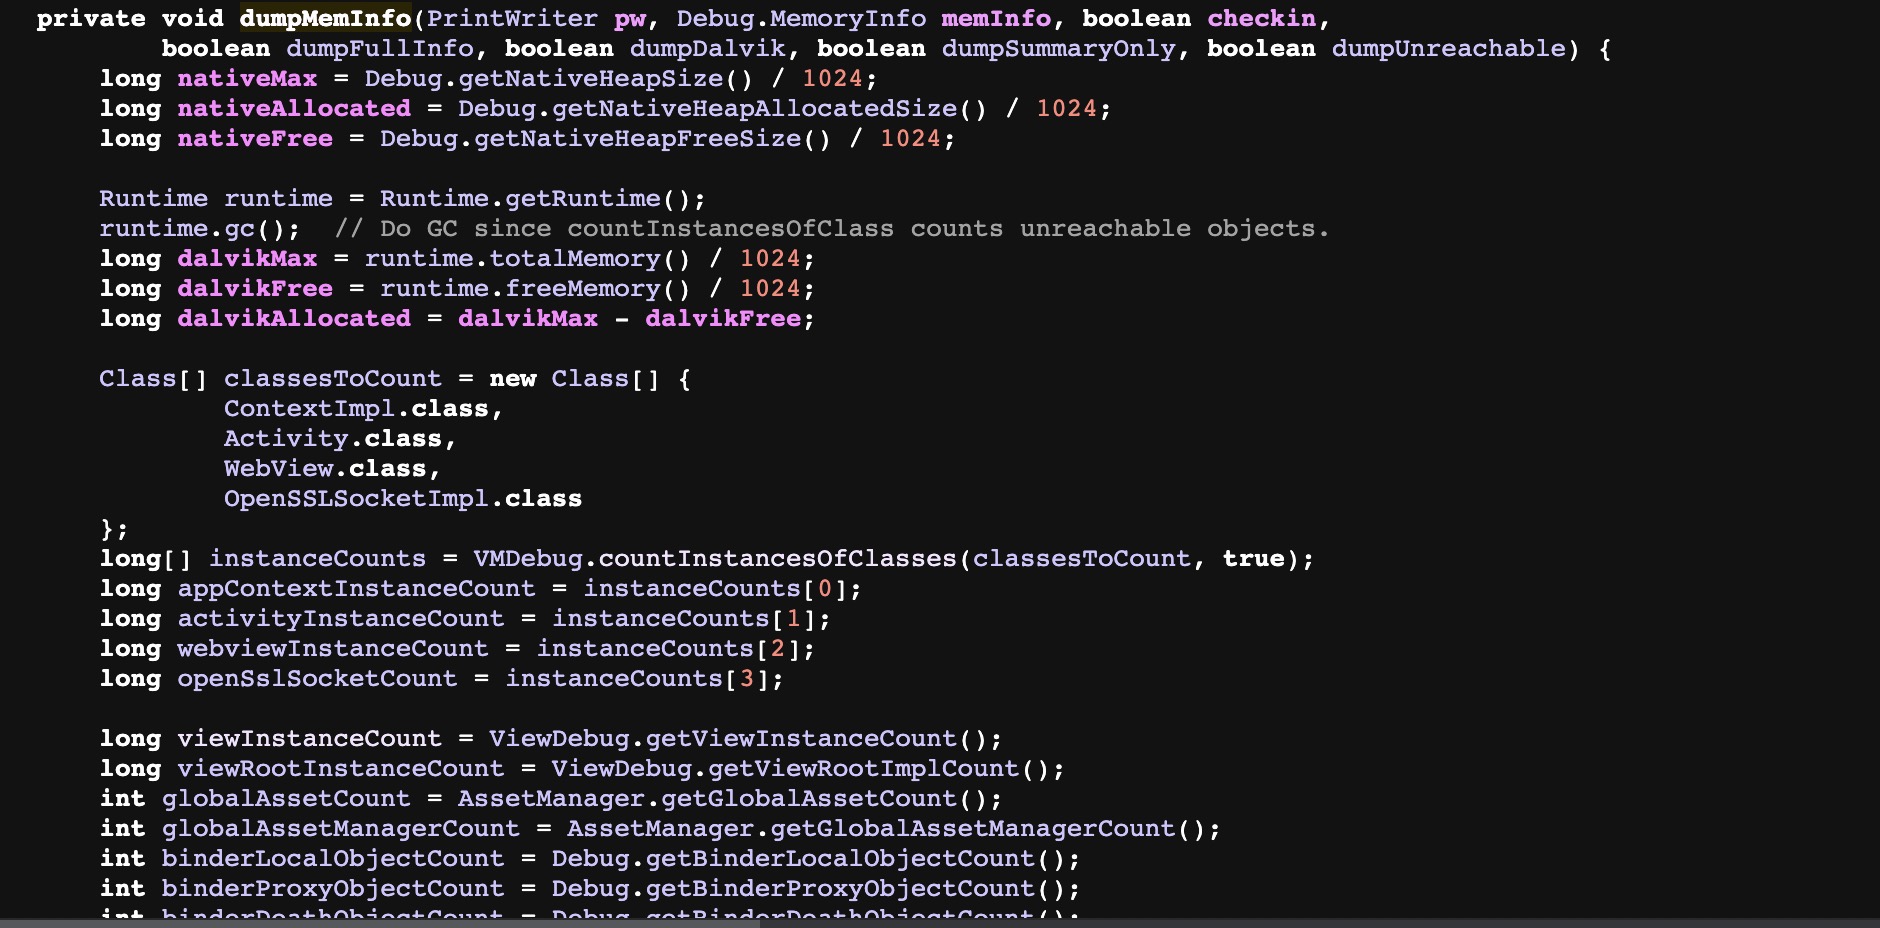 private void dumpMemInfo(PrintWriter pw, Debug.MemoryInfo memInfo, boolean checkin,
boolean dumpFullInfo, boolean dumpDalvik, boolean dumpSummaryOnly, boolean dumpUnreachable) {
long nativeMax = Debug.getNativeHeapSize() / 1024;
long nativeAllocated = Debug.getNativeHeapAllocatedSize() / 1024;
long nativeFree = Debug.getNativeHeapFreeSize() / 1024;
Runtime runtime = Runtime.getRuntime();
runtime.gc();  // Do GC since countInstancesOfClass counts unreachable objects.
long dalvikMax = runtime.totalMemory() / 1024;
long dalvikFree = runtime.freeMemory() / 1024;
long dalvikAllocated = dalvikMax - dalvikFree;
Class[] classesToCount = new Class[] {
ContextImpl.class,
Activity.class,
WebView.class,
OpenSSLSocketImpl.class
};
long[] instanceCounts = VMDebug.countInstancesOfClasses(classesToCount, true);
long appContextInstanceCount = instanceCounts[0];
long activityInstanceCount = instanceCounts[1];
long webviewInstanceCount = instanceCounts[2];
long openSslSocketCount = instanceCounts[3];
long viewInstanceCount = ViewDebug.getViewInstanceCount();
long viewRootInstanceCount = ViewDebug.getViewRootImplCount();
int globalAssetCount = AssetManager.getGlobalAssetCount();
int globalAssetManagerCount = AssetManager.getGlobalAssetManagerCount();
int binderLocalObjectCount = Debug.getBinderLocalObjectCount();
int binderProxyObjectCount = Debug.getBinderProxyObjectCount();
int binderDeathObjectCount = Debug.getBinderDeathObjectCount();